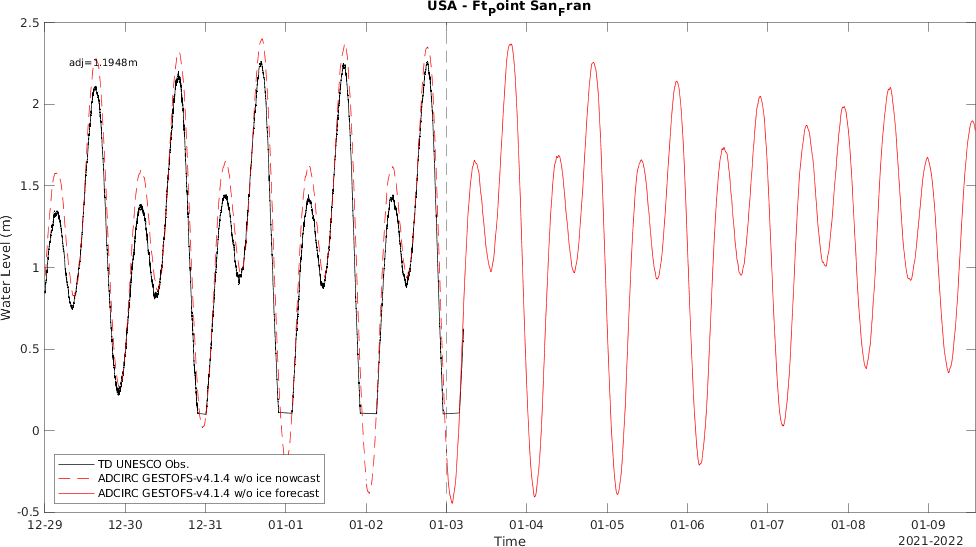 USA - Ft_Point San_Fran
2.5
adj=1.1948m
2
1.5
1
0.5
0
-0.5
Water Level (m)
TD UNESCO Obs.
ADCIRC GESTOFS-v4.1.4 w/o ice nowcast
ADCIRC GESTOFS-v4.1.4 w/o ice forecast
12-29 12-30 12-31 01-01 01-02 01-03 01-04 01-05 01-06 01-07 01-08 01-09
Time
2021-2022